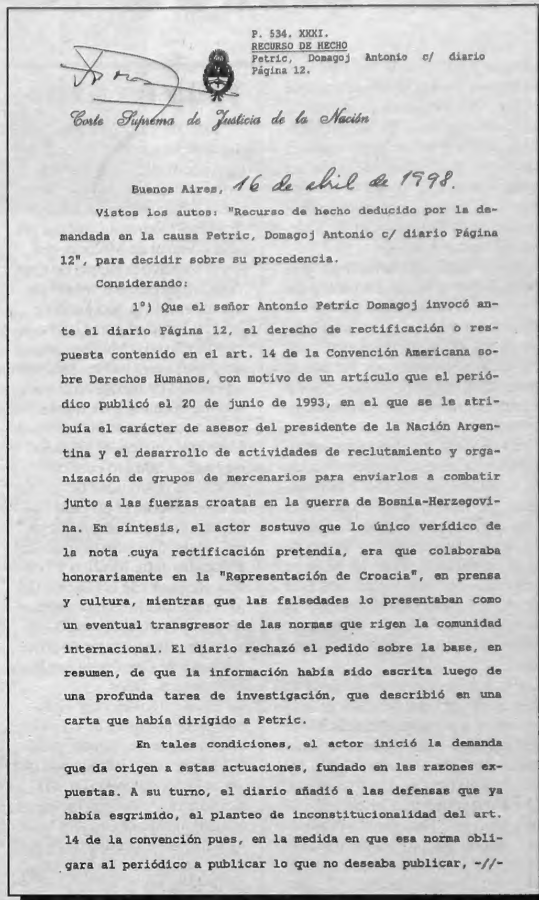 P. 534. XXXI.
RECURSO DE HECHO
Petric, Domagoj Antonio c/ diario
Página 12.
Corte Suprema de Justicia de la Nación
Buenos Aires, 16 de abril de 1998.
Vistos los autos: "Recurso de hecho deducido por la de-
mandada en la causa Petric, Domagoj Antonio c/ diario Página
12", para decidir sobre su procedencia.
Considerando:
1º) Que el señor Antonio Petric Domagoj invocó an-
te el diario Página 12, el derecho de rectificación o res-
puesta contenido en el art. 14 de la Convención Americana so-
bre Derechos Humanos, con motivo de un artículo que el perió-
dico publicó el 20 de junio de 1993, en el que se le atri-
buía el carácter de asesor del presidente de la Nación Argen-
tina y el desarrollo de actividades de reclutamiento y orga-
nización de grupos de mercenarios para enviarlos a combatir
junto a las fuerzas croatas en la guerra de Bosnia-Herzegovi-
na. En síntesis, el actor sostuvo que lo único verídico de
la nota cuya rectificación pretendía, era que colaboraba
honorariamente en la "Representación de Croacia", en prensa
y cultura, mientras que las falsedades lo presentaban como
un eventual transgresor de las normas que rigen la comunidad
internacional. El diario rechazó el pedido sobre la base, en
resumen, de que la información había sido escrita luego de
una profunda tarea de investigación, que describió en una
carta que había dirigido a Petric.
En tales condiciones, el actor inició la demanda
que da origen a estas actuaciones, fundado en las razones ex-
puestas. A su turno, el diario añadió a las defensas que ya
había esgrimido, el planteo de inconstitucionalidad del art.
14 de la convención pues, en la medida en que esa norma obli-
gara al periódico a publicar lo que no deseaba publicar, -//-